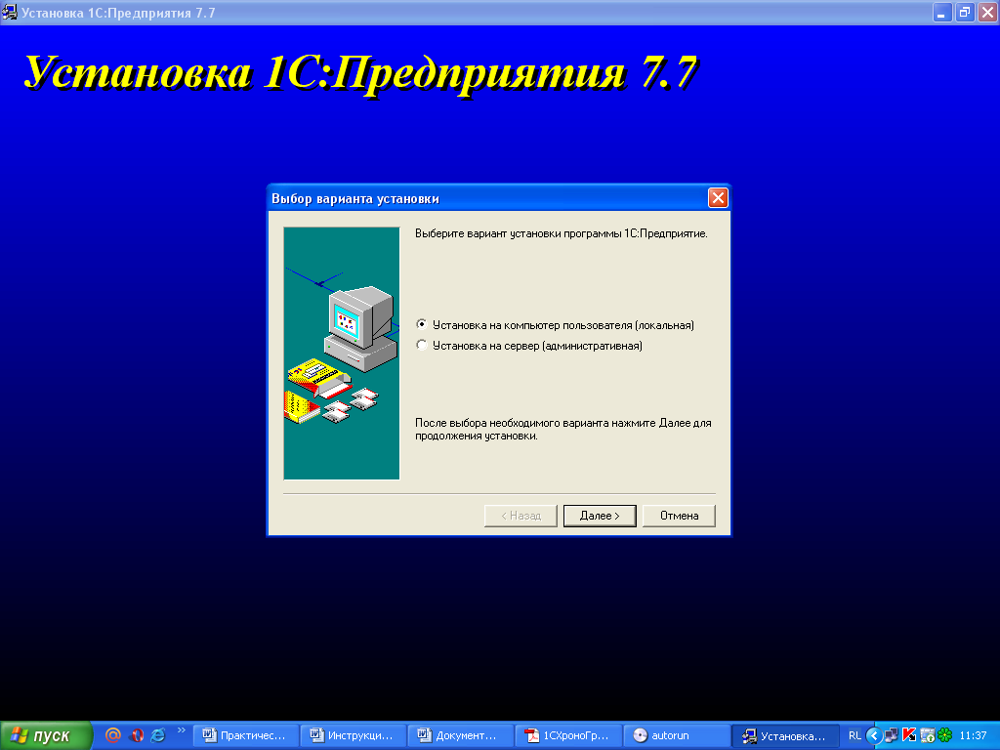 Установка 1С:Предприятия 7.7
Установка 1С:Предприятия 7.7
Выбор варианта установки
Выберите вариант установки программы 1С:Предприятие.
Установка на компьютер пользователя (локальная)
Установка на сервер (административная)
После выбора необходимого варианта нажмите Далее для
продолжения установки.
< Назад
Далее >
Отмена
пуск
Практичес...
Инструкци...
Документ...
1СХроноГр...
autorun
Установка...
RL
11:37